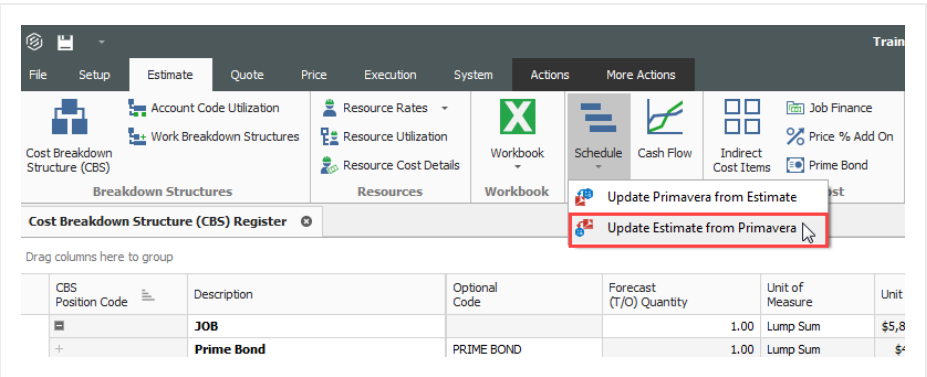 Train
File Setup Estimate Quote Price Execution System Actions More Actions
Account Code Utilization Resource Rates Job Finance
Work Breakdown Structures Resource Utilization Price % Add On
Cost Breakdown Structure (CBS) Resource Cost Details Workbook Schedule Cash Flow Indirect Cost Items Prime Bond
Breakdown Structures Resources Workbook st
Update Primavera from Estimate
Update Estimate from Primavera
Cost Breakdown Structure (CBS) Register
Drag columns here to group
CBS Position Code Description Optional Code Forecast (T/O) Quantity Unit of Measure Unit
JOB 1.00 Lump Sum $5,8
Prime Bond PRIME BOND 1.00 Lump Sum